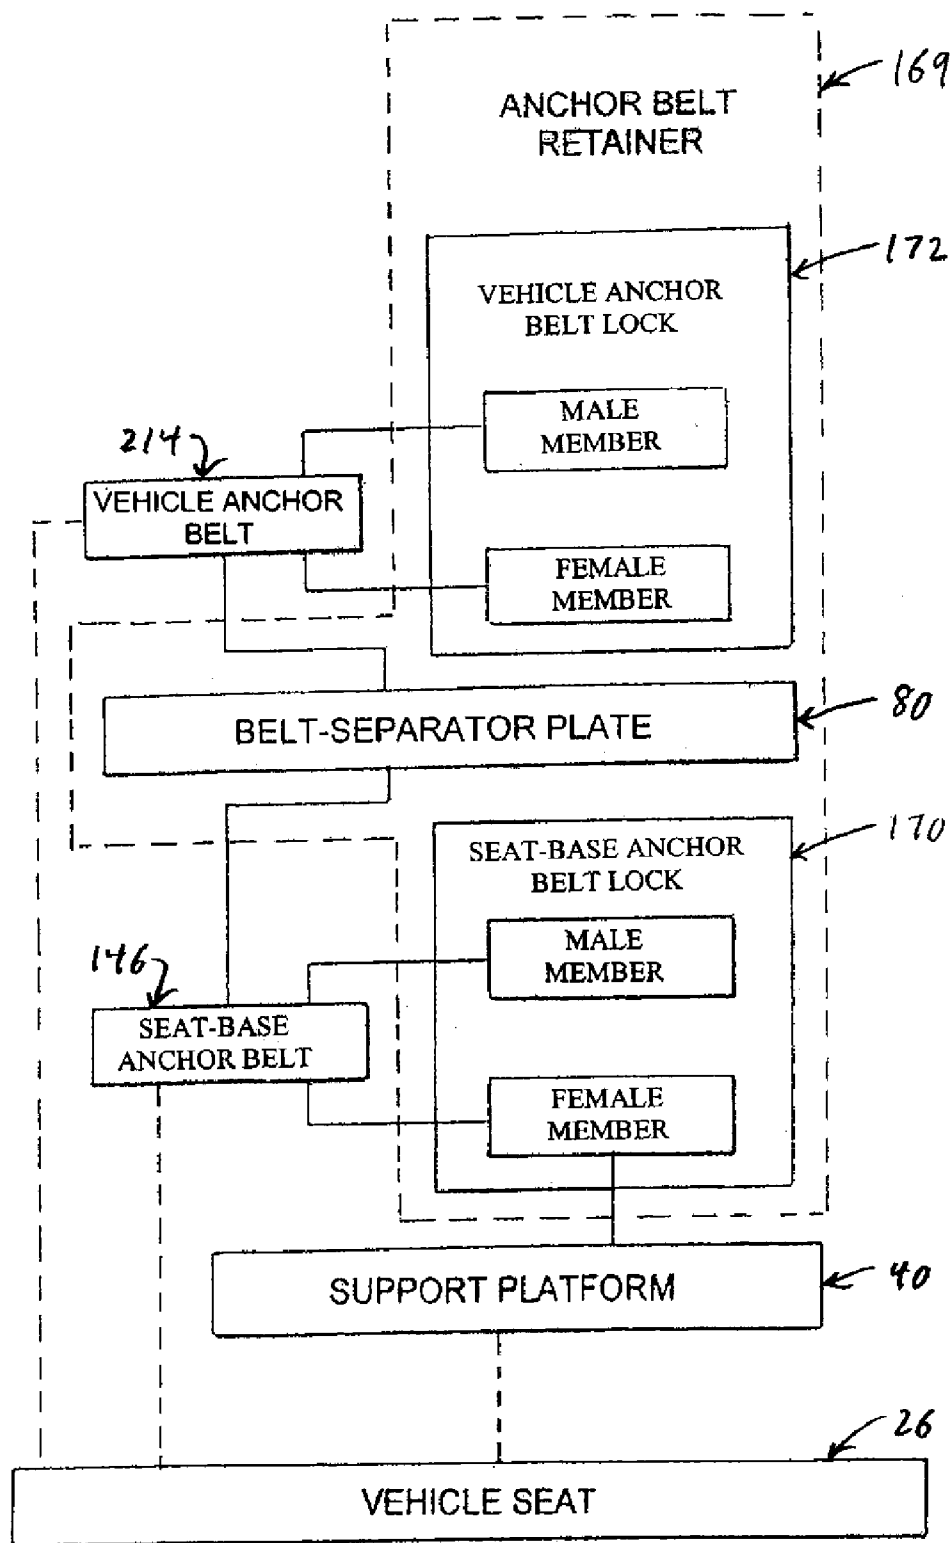 169
ANCHOR BELT
RETAINER
172
VEHICLE ANCHOR
BELT LOCK
MALE
MEMBER
214
VEHICLE ANCHOR
BELT
FEMALE
MEMBER
80
BELT-SEPARATOR PLATE
170
SEAT-BASE ANCHOR
BELT LOCK
MALE
MEMBER
146
SEAT-BASE
ANCHOR BELT
FEMALE
MEMBER
40
SUPPORT PLATFORM
26
VEHICLE SEAT